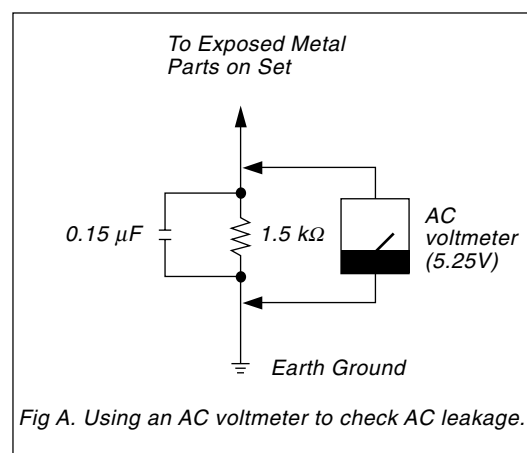 To Exposed Metal
Parts on Set
0.15 μF
1.5 kΩ
AC
voltmeter
(5.25V)
Earth Ground
Fig A. Using an AC voltmeter to check AC leakage.